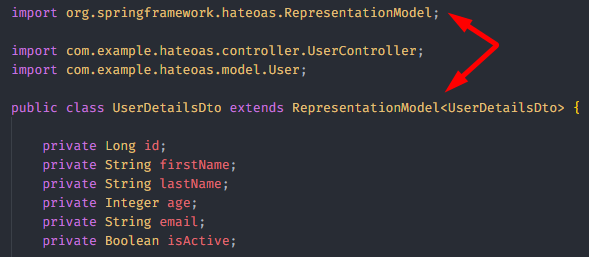 import org.springframework.hateoas.RepresentationModel;
import com.example.hateoas.controller.UserController;
import com.example.hateoas.model.User;
public class UserDetailsDto extends RepresentationModel<UserDetailsDto> {
private Long id;
private String firstName;
private String lastName;
private Integer age;
private String email;
private Boolean isActive;